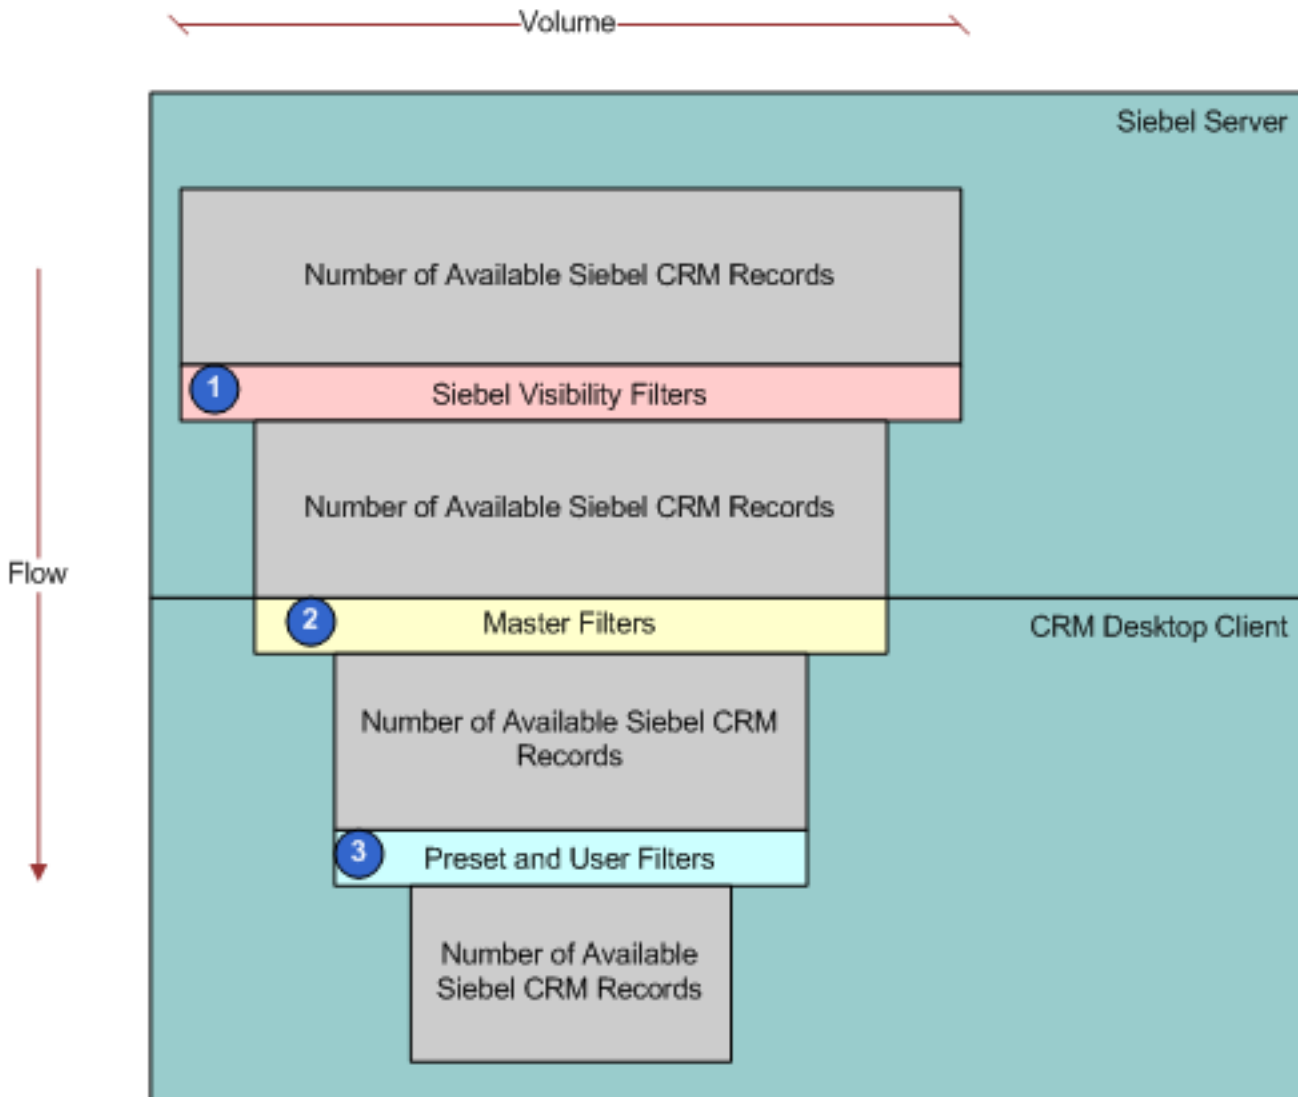 Volume
Siebel Server
Number of Available Siebel CRM Records
1
Siebel Visibility Filters
Number of Available Siebel CRM Records
Flow
2
Master Filters
CRM Desktop Client
Number of Available Siebel CRM
Records
3
Preset and User Filters
Number of Available
Siebel CRM Records